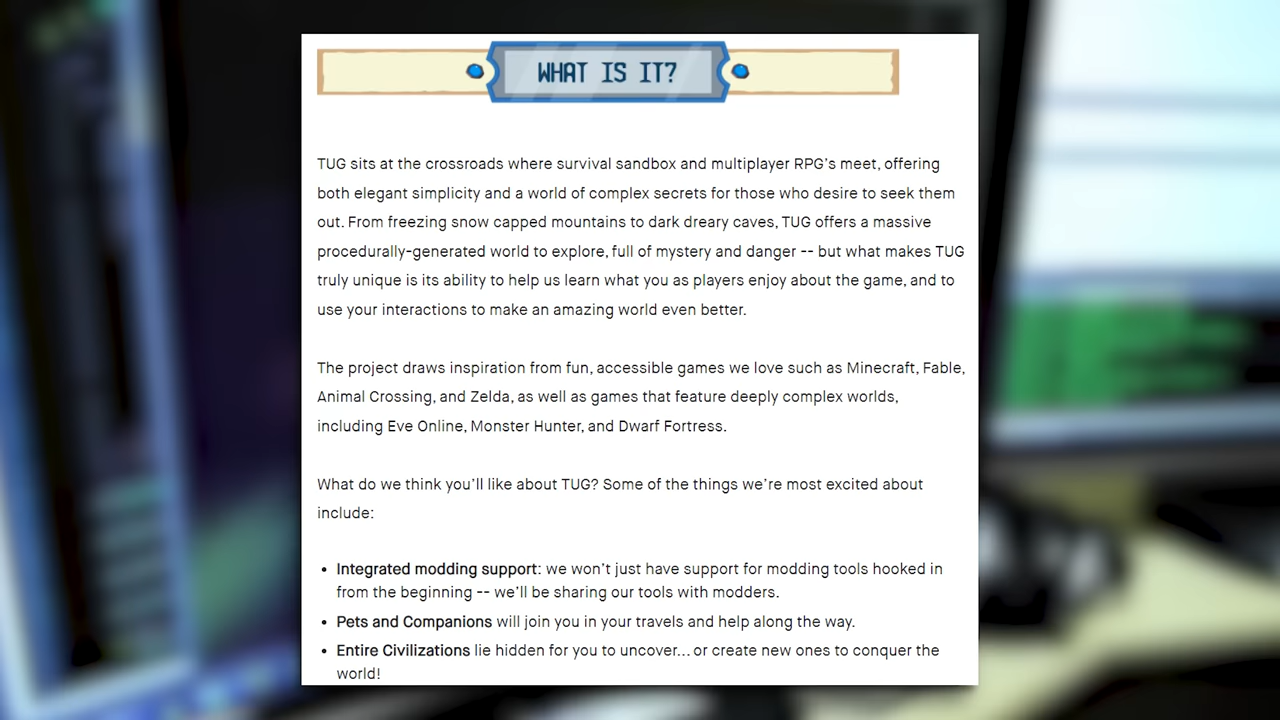 WHAT IS IT?
TUG sits at the crossroads where survival sandbox and multiplayer RPG's meet, offering
both elegant simplicity and a world of complex secrets for those who desire to seek them
out. From freezing snow capped mountains to dark dreary caves, TUG offers a massive
procedurally-generated world to explore, full of mystery and danger -- but what makes TUG
truly unique is its ability to help us learn what you as players enjoy about the game, and to
use your interactions to make an amazing world even better.
The project draws inspiration from fun, accessible games we love such as Minecraft, Fable,
Animal Crossing, and Zelda, as well as games that feature deeply complex worlds,
including Eve Online, Monster Hunter, and Dwarf Fortress.
What do we think you'll like about TUG? Some of the things we're most excited about
include:
• Integrated modding support: we won't just have support for modding tools hooked in
from the beginning -- we'll be sharing our tools with modders.
• Pets and Companions will join you in your travels and help along the way.
• Entire Civilizations lie hidden for you to uncover... or create new ones to conquer the
world!